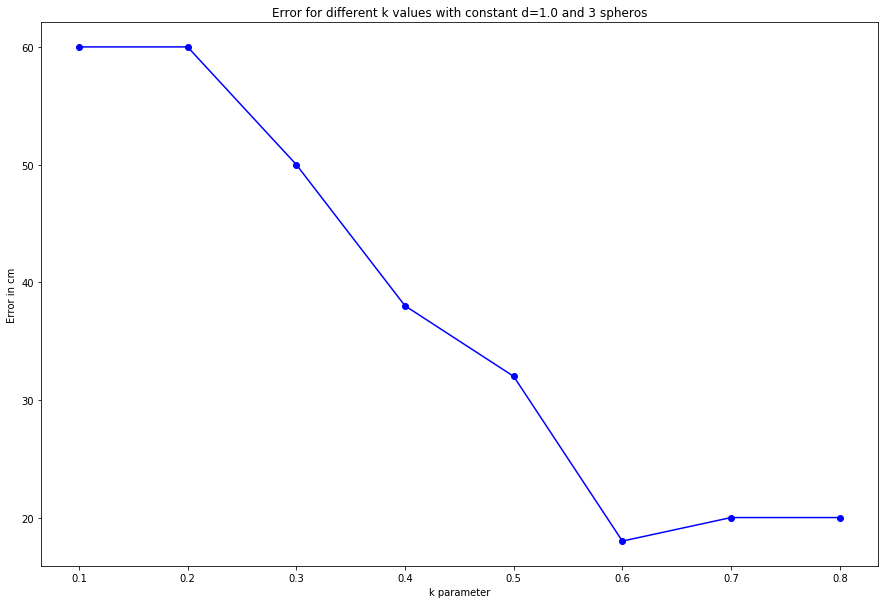 Error for different k values with constant d=1.0 and 3 spheros
60
50
40
30
20
Error in cm
0.1 0.2 0.3 0.4 0.5 0.6 0.7 0.8
k parameter